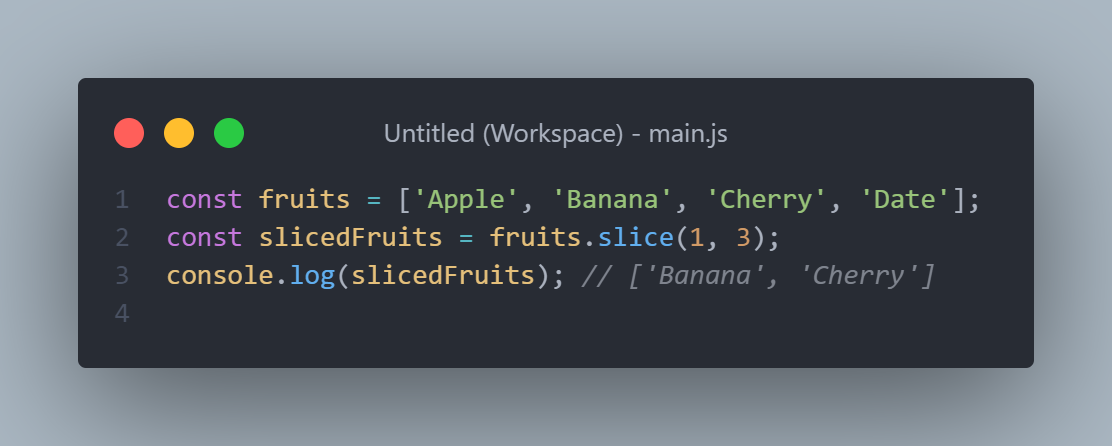 Untitled (Workspace) - main.js
1 const fruits = ['Apple', 'Banana', 'Cherry', 'Date'];
2 const slicedFruits = fruits.slice(1, 3);
3 console.log(slicedFruits); // ['Banana', 'Cherry']
4